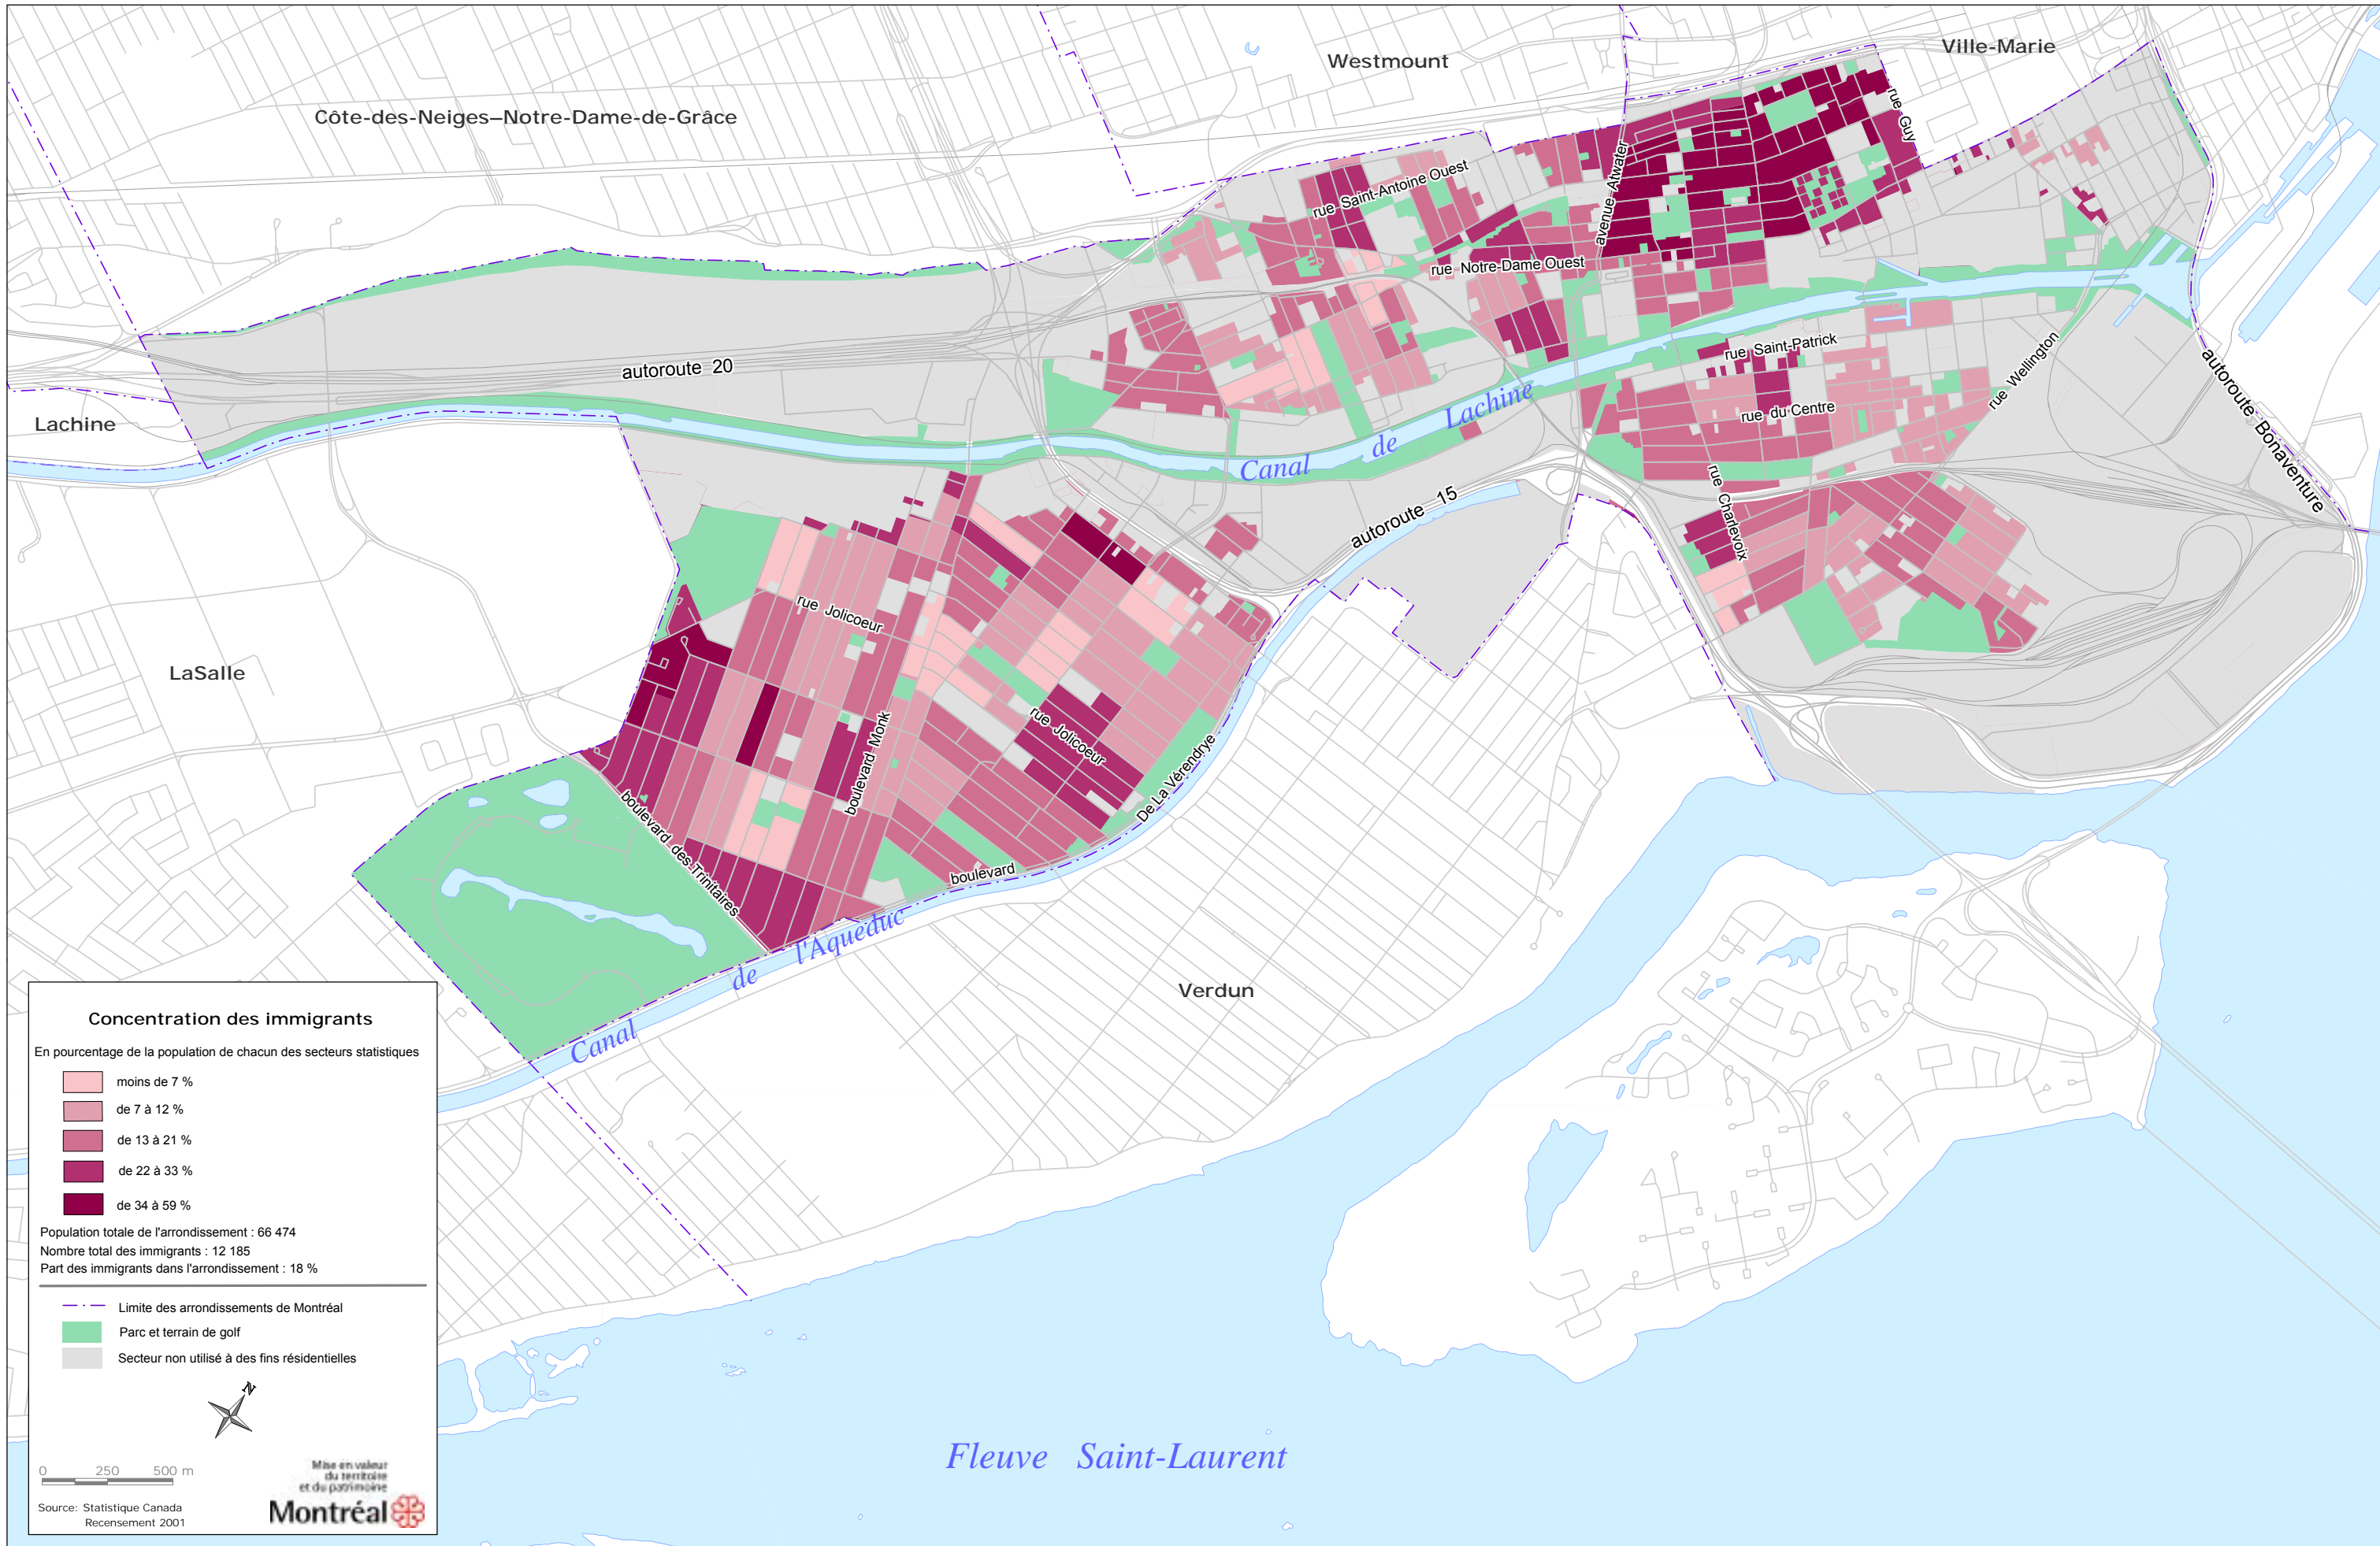 Westmount
Ville-Marie
Côte-des-Neiges–Notre-Dame-de-Grâce
rue Guy
rue Saint-Antoine Ouest
avenue Atwater
rue Notre-Dame Ouest
autoroute 20
rue Saint-Patrick
rue Wellington
autoroute Bonaventure
Lachine
Canal de Lachine
rue du Centre
rue Charlevoix
autoroute 15
rue Jolicoeur
LaSalle
rue Jolicoeur
boulevard Monk
boulevard De La Vérendrye
boulevard des Trinitaires
Canal de l'Aqueduc
Verdun
Fleuve Saint-Laurent
Concentration des immigrants
En pourcentage de la population de chacun des secteurs statistiques
moins de 7 %
de 7 à 12 %
de 13 à 21 %
de 22 à 33 %
de 34 à 59 %
Population totale de l'arrondissement : 66 474
Nombre total des immigrants : 12 185
Part des immigrants dans l'arrondissement : 18 %
Limite des arrondissements de Montréal
Parc et terrain de golf
Secteur non utilisé à des fins résidentielles
N
0 250 500 m
Mise en valeur
du territoire
et du patrimoine
Montréal
Source: Statistique Canada
Recensement 2001